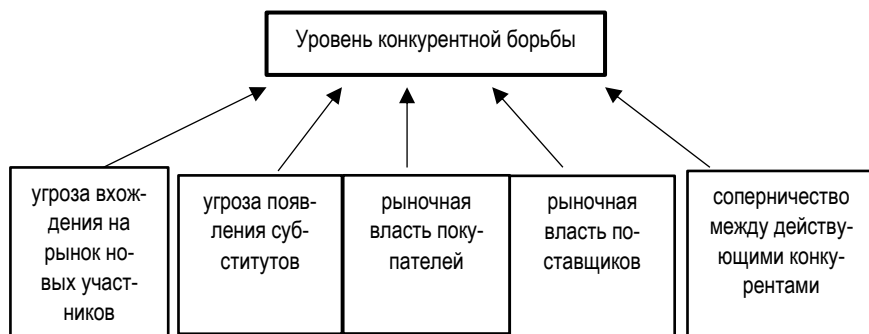 Уровень конкурентной борьбы
угроза вхож-
дения на
рынок но-
вых участ-
ников
угроза появ-
ления суб-
ститутов
рыночная
власть поку-
пателей
рыночная
власть по-
ставщиков
соперничество
между действу-
ющими конку-
рентами